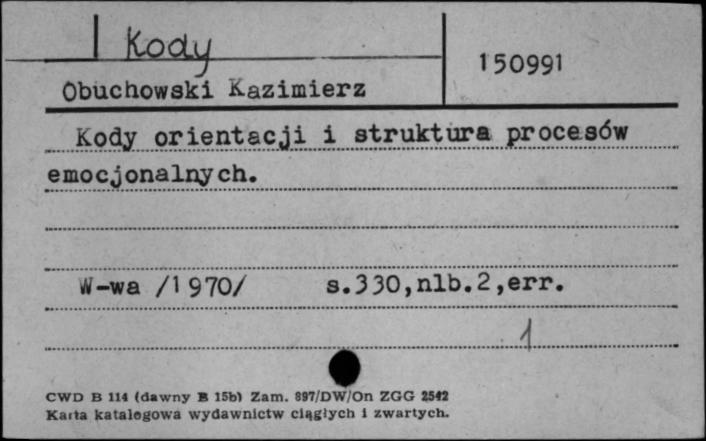 Kody
150991
Obuchowski Kazimierz
Kody orientacji i struktura procesów
emocjonalnych.
W-wa /1970/ s.330,nlb.2,err.
1
CWD B 114 (dawny B 15b) Zam. 897/DW/On ZGG 2542
Karta katalogowa wydawnictw ciągłych i zwartych.